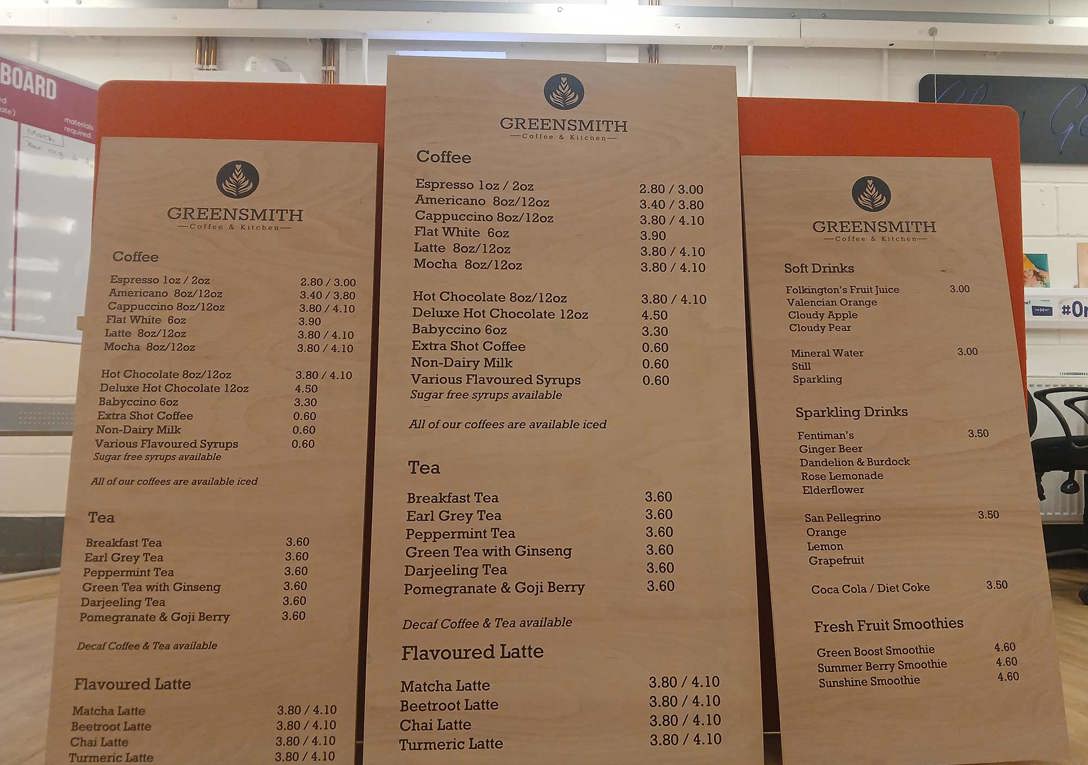 BOARD
materials
required.
GREENSMITH
Coffee & Kitchen
Coffee
Espresso 1oz / 2oz 2.80 / 3.00
Americano 8oz/12oz 3.40 / 3.80
Cappuccino 8oz/12oz 3.80 / 4.10
Flat White 6oz 3.90
Latte 8oz/12oz 3.80 / 4.10
Mocha 8oz/12oz 3.80 / 4.10
Hot Chocolate 8oz/12oz 3.80 / 4.10
Deluxe Hot Chocolate 12oz 4.50
Babyccino 6oz 3.30
Extra Shot Coffee 0.60
Non-Dairy Milk 0.60
Various Flavoured Syrups 0.60
Sugar free syrups available
All of our coffees are available iced
Tea
Breakfast Tea 3.60
Earl Grey Tea 3.60
Peppermint Tea 3.60
Green Tea with Ginseng 3.60
Darjeeling Tea 3.60
Pomegranate & Goji Berry 3.60
Decaf Coffee & Tea available
Flavoured Latte
Matcha Latte 3.80 / 4.10
Beetroot Latte 3.80 / 4.10
Chai Latte 3.80 / 4.10
Turmeric Latte 3.80 / 4.10
GREENSMITH
Coffee & Kitchen
Coffee
Espresso 1oz / 2oz 2.80 / 3.00
Americano 8oz/12oz 3.40 / 3.80
Cappuccino 8oz/12oz 3.80 / 4.10
Flat White 6oz 3.90
Latte 8oz/12oz 3.80 / 4.10
Mocha 8oz/12oz 3.80 / 4.10
Hot Chocolate 8oz/12oz 3.80 / 4.10
Deluxe Hot Chocolate 12oz 4.50
Babyccino 6oz 3.30
Extra Shot Coffee 0.60
Non-Dairy Milk 0.60
Various Flavoured Syrups 0.60
Sugar free syrups available
All of our coffees are available iced
Tea
Breakfast Tea 3.60
Earl Grey Tea 3.60
Peppermint Tea 3.60
Green Tea with Ginseng 3.60
Darjeeling Tea 3.60
Pomegranate & Goji Berry 3.60
Decaf Coffee & Tea available
Flavoured Latte
Matcha Latte 3.80 / 4.10
Beetroot Latte 3.80 / 4.10
Chai Latte 3.80 / 4.10
Turmeric Latte 3.80 / 4.10
GREENSMITH
Coffee & Kitchen
Soft Drinks
Folkington's Fruit Juice 3.00
Valencian Orange
Cloudy Apple
Cloudy Pear
Mineral Water 3.00
Still
Sparkling
Sparkling Drinks
Fentiman's 3.50
Ginger Beer
Dandelion & Burdock
Rose Lemonade
Elderflower
San Pellegrino 3.50
Orange
Lemon
Grapefruit
Coca Cola / Diet Coke 3.50
Fresh Fruit Smoothies
Green Boost Smoothie 4.60
Summer Berry Smoothie 4.60
Sunshine Smoothie 4.60